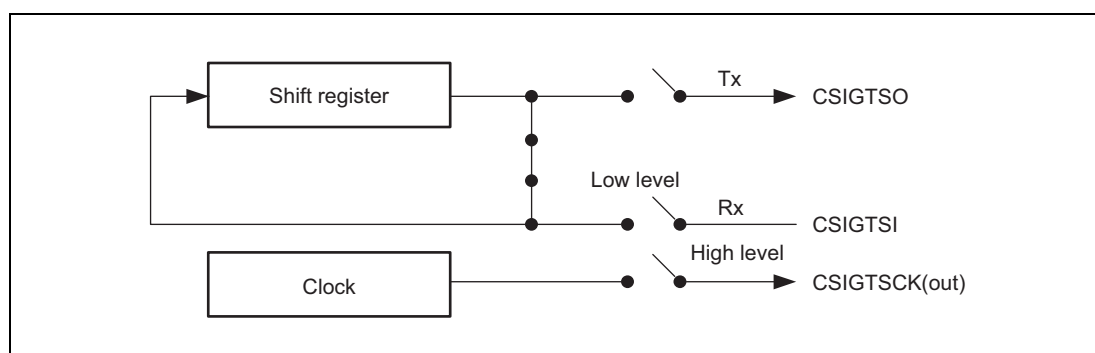 Shift register
Tx
CSIGTSO
Low level
Rx
CSIGTSI
High level
Clock
CSIGTSCK(out)